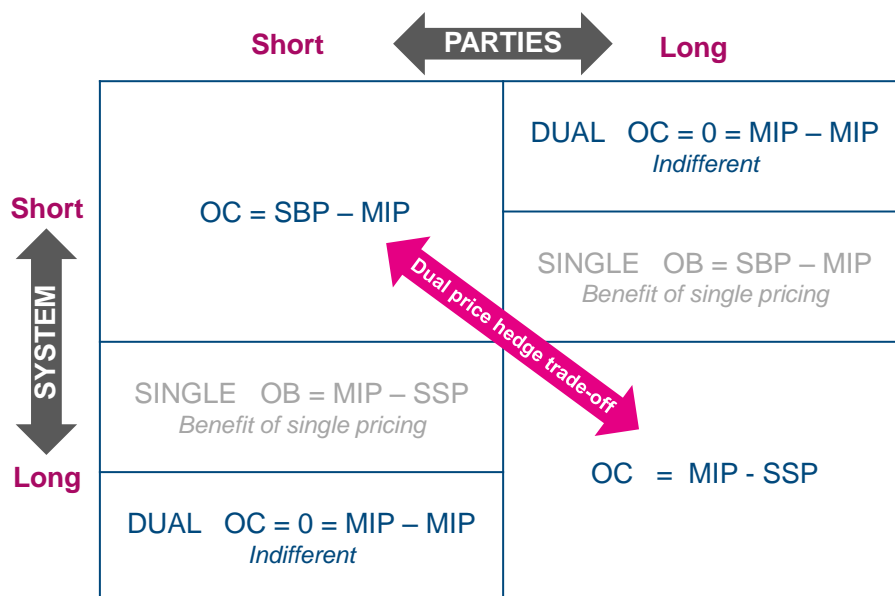 Short PARTIES Long
DUAL OC = 0 = MIP – MIP
Indifferent
Short
OC = SBP – MIP
SINGLE OB = SBP – MIP
Benefit of single pricing
SYSTEM
Dual price hedge trade-off
SINGLE OB = MIP – SSP
Benefit of single pricing
Long
OC = MIP - SSP
DUAL OC = 0 = MIP – MIP
Indifferent